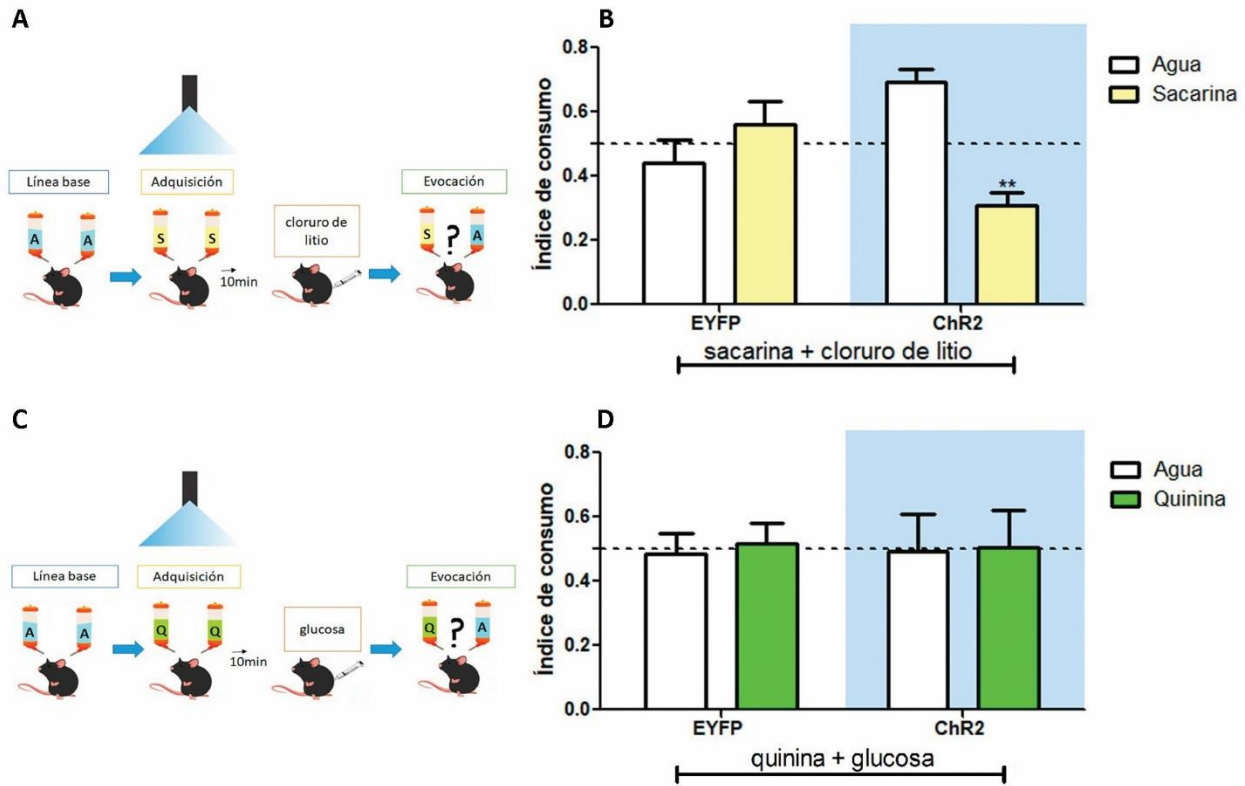 A
Línea base
Adquisición
Evocación
cloruro de
litio
A
A
S
S
S
?
A
10min
B
Índice de consumo
0.8
0.6
0.4
0.2
0.0
**
EYFP
ChR2
sacarina + cloruro de litio
Agua
Sacarina
C
Línea base
Adquisición
Evocación
glucosa
A
A
Q
Q
Q
?
A
10min
D
Índice de consumo
0.8
0.6
0.4
0.2
0.0
EYFP
ChR2
quinina + glucosa
Agua
Quinina